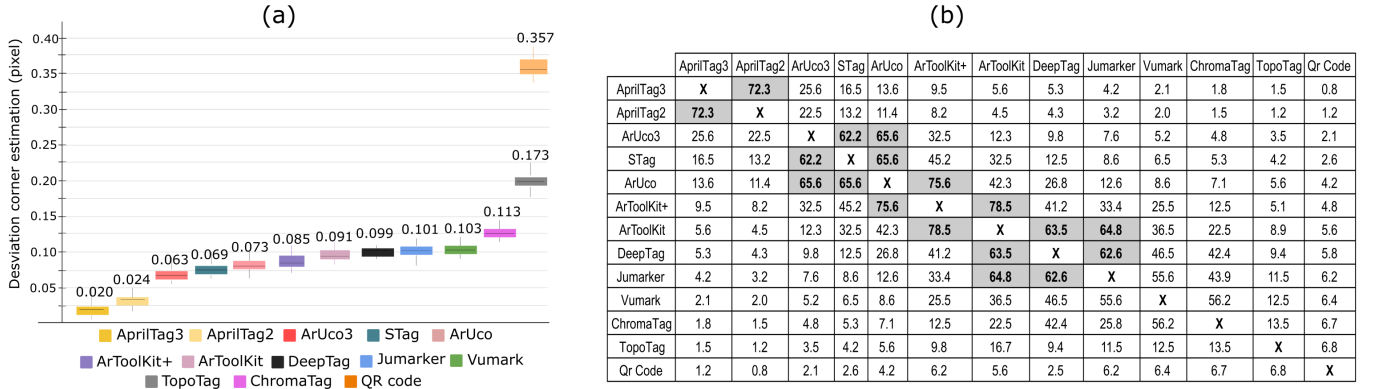 (a)
Desviation corner estimation (pixel)
0.40
0.35
0.30
0.25
0.20
0.15
0.10
0.05
0.020
0.024
0.063
0.069
0.073
0.085
0.091
0.099
0.101
0.103
0.113
0.173
0.357
AprilTag3 AprilTag2 ArUco3 STag ArUco
ArToolKit+ ArToolKit DeepTag Jumarker Vumark
TopoTag ChromaTag QR code
(b)
AprilTag3 AprilTag2 ArUco3 STag ArUco ArToolKit+ ArToolKit DeepTag Jumarker Vumark ChromaTag TopoTag Qr Code
AprilTag3 X 72.3 25.6 16.5 13.6 9.5 5.6 5.3 4.2 2.1 1.8 1.5 0.8
AprilTag2 72.3 X 22.5 13.2 11.4 8.2 4.5 4.3 3.2 2.0 1.5 1.2 1.2
ArUco3 25.6 22.5 X 62.2 65.6 32.5 12.3 9.8 7.6 5.2 4.8 3.5 2.1
STag 16.5 13.2 62.2 X 65.6 45.2 32.5 12.5 8.6 6.5 5.3 4.2 2.6
ArUco 13.6 11.4 65.6 65.6 X 75.6 42.3 26.8 12.6 8.6 7.1 5.6 4.2
ArToolKit+ 9.5 8.2 32.5 45.2 75.6 X 78.5 41.2 33.4 25.5 12.5 5.1 4.8
ArToolKit 5.6 4.5 12.3 32.5 42.3 78.5 X 63.5 64.8 36.5 22.5 8.9 5.6
DeepTag 5.3 4.3 9.8 12.5 26.8 41.2 63.5 X 62.6 46.5 42.4 9.4 5.8
Jumarker 4.2 3.2 7.6 8.6 12.6 33.4 64.8 62.6 X 55.6 43.9 11.5 6.2
Vumark 2.1 2.0 5.2 6.5 8.6 25.5 36.5 46.5 55.6 X 56.2 12.5 6.4
ChromaTag 1.8 1.5 4.8 5.3 7.1 12.5 22.5 42.4 25.8 56.2 X 13.5 6.7
TopoTag 1.5 1.2 3.5 4.2 5.6 9.8 16.7 9.4 11.5 12.5 13.5 X 6.8
Qr Code 1.2 0.8 2.1 2.6 4.2 6.2 5.6 2.5 6.2 6.4 6.7 6.8 X